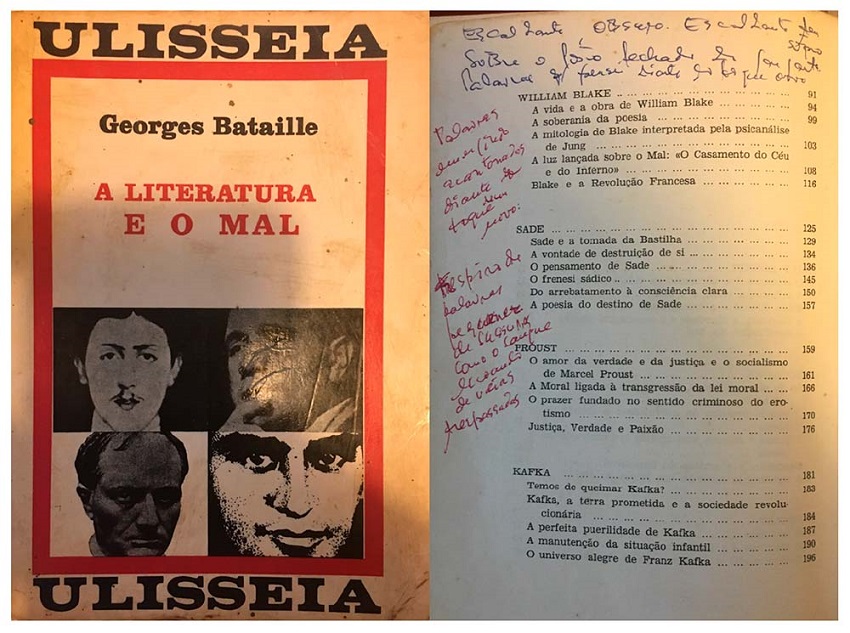 ULISSEIA
Georges Bataille
A LITERATURA
E O MAL
ULISSEIA
Sobre o
Palavras
WILLIAM BLAKE ... 91
A vida e a obra de William Blake ... 94
A soberania da poesia ... 99
A mitologia de Blake interpretada pela psicanálise
de Jung ... 103
A luz lançada sobre o Mal: «O Casamento do Céu
e do Inferno» ... 108
Blake e a Revolução Francesa ... 116
SADE ... 125
Sade e a tomada da Bastilha ... 129
A vontade de destruição de si ... 134
O pensamento de Sade ... 136
O frenesi sádico ... 145
Do arrebatamento à consciência clara ... 150
A poesia do destino de Sade ... 157
PROUST ... 159
O amor da verdade e da justiça e o socialismo
de Marcel Proust ... 161
A Moral ligada à transgressão da lei moral ... 166
O prazer fundado no sentido criminoso do ero-
tismo ... 170
Justiça, Verdade e Paixão ... 176
KAFKA ... 181
Temos de queimar Kafka? ... 183
Kafka, a terra prometida e a sociedade revolu-
cionária ... 184
A perfeita puerilidade de Kafka ... 187
A manutenção da situação infantil ... 190
O universo alegre de Franz Kafka ... 196
Palavras
diante de
novo:
palavras
como o sangue
de várias